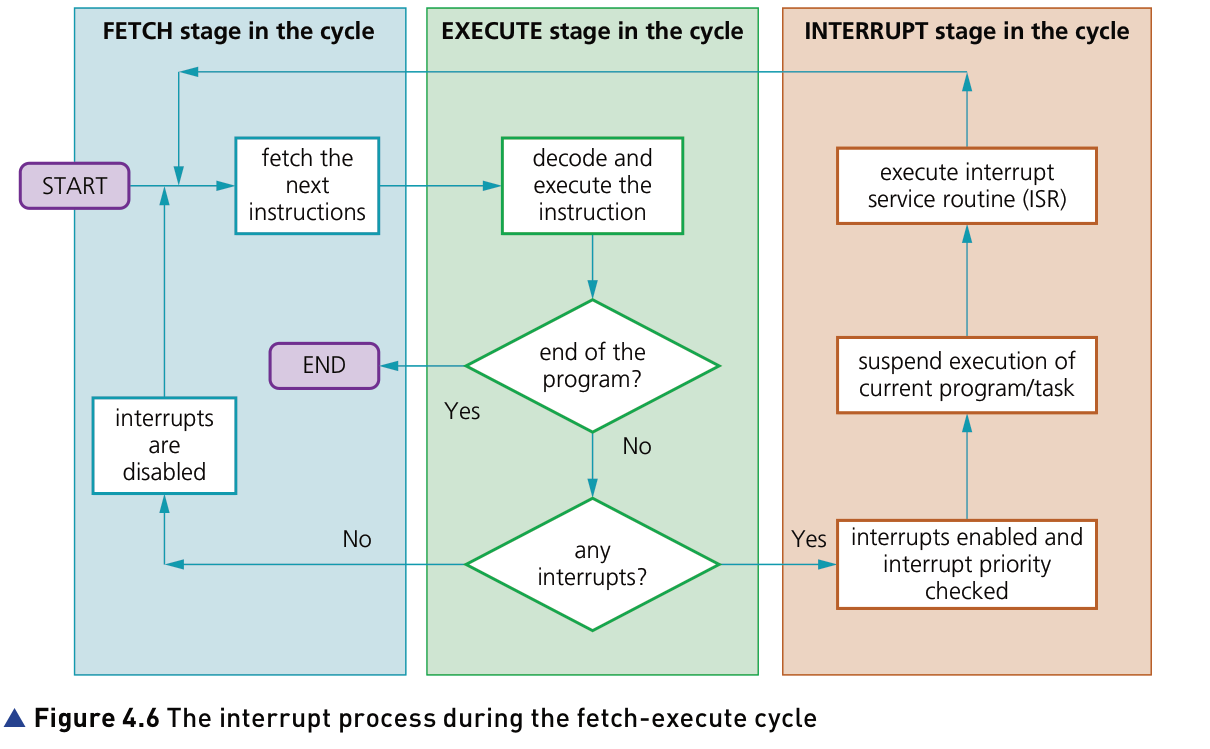 FETCH stage in the cycle
EXECUTE stage in the cycle
INTERRUPT stage in the cycle
START
fetch the
next
instructions
decode and
execute the
instruction
execute interrupt
service routine (ISR)
END
end of the
program?
Yes
No
suspend execution of
current program/task
interrupts
are
disabled
No
any
interrupts?
Yes
interrupts enabled and
interrupt priority
checked
▲ Figure 4.6 The interrupt process during the fetch-execute cycle